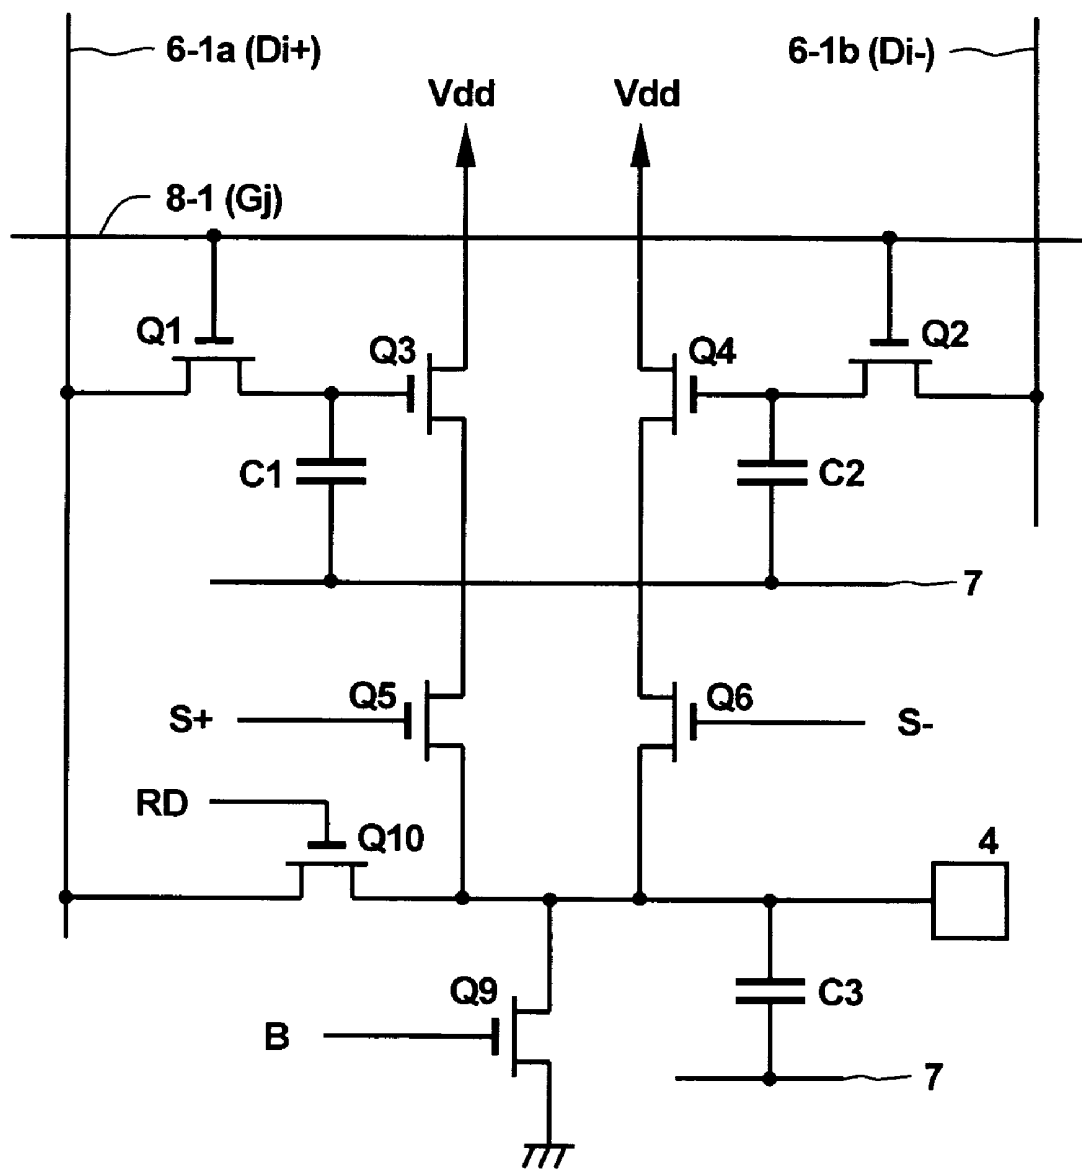 6-1a (Di+)
6-1b (Di-)
Vdd
Vdd
8-1 (Gj)
Q1
Q3
Q4
Q2
C1
C2
7
Q5
Q6
S+
S-
RD
Q10
4
Q9
C3
B
7